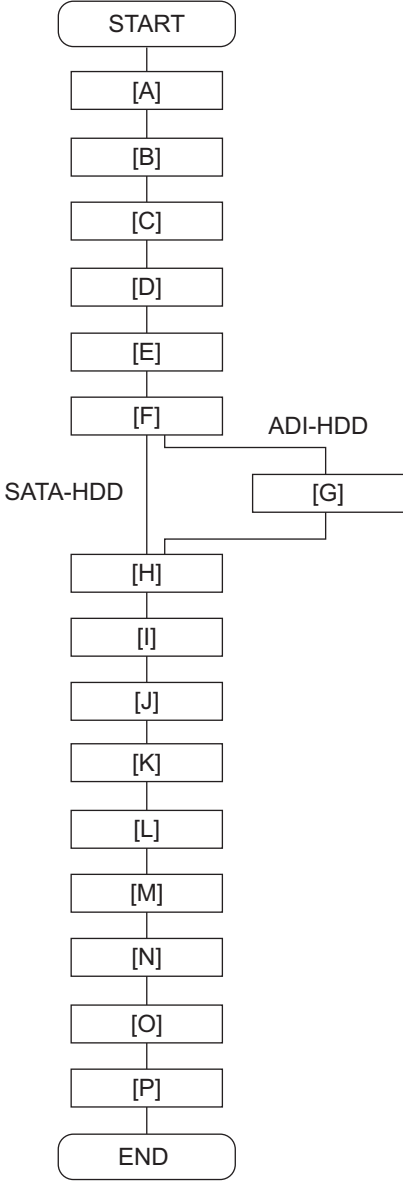 START
[A]
[B]
[C]
[D]
[E]
[F]
ADI-HDD
SATA-HDD
[G]
[H]
[I]
[J]
[K]
[L]
[M]
[N]
[O]
[P]
END